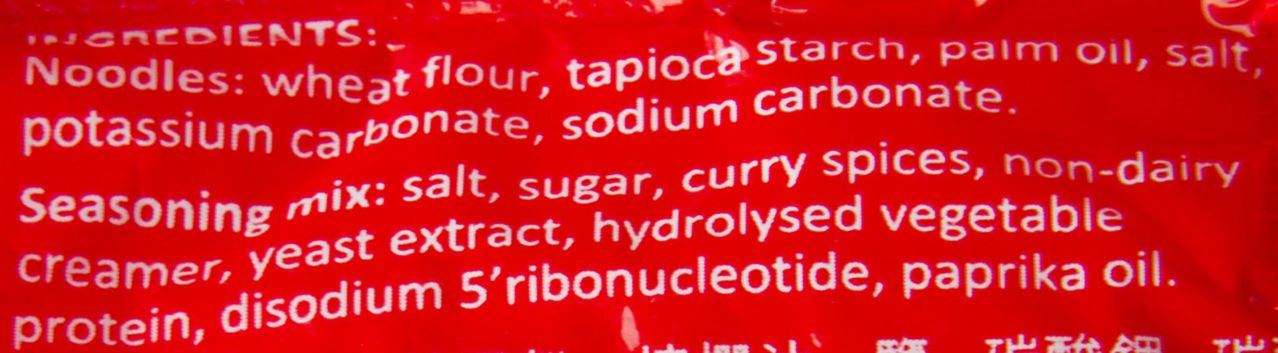 INGREDIENTS:
Noodles: wheat flour, tapioca starch, palm oil, salt,
potassium carbonate, sodium carbonate.
Seasoning mix: salt, sugar, curry spices, non-dairy
creamer, yeast extract, hydrolysed vegetable
protein, disodium 5'ribonucleotide, paprika oil.